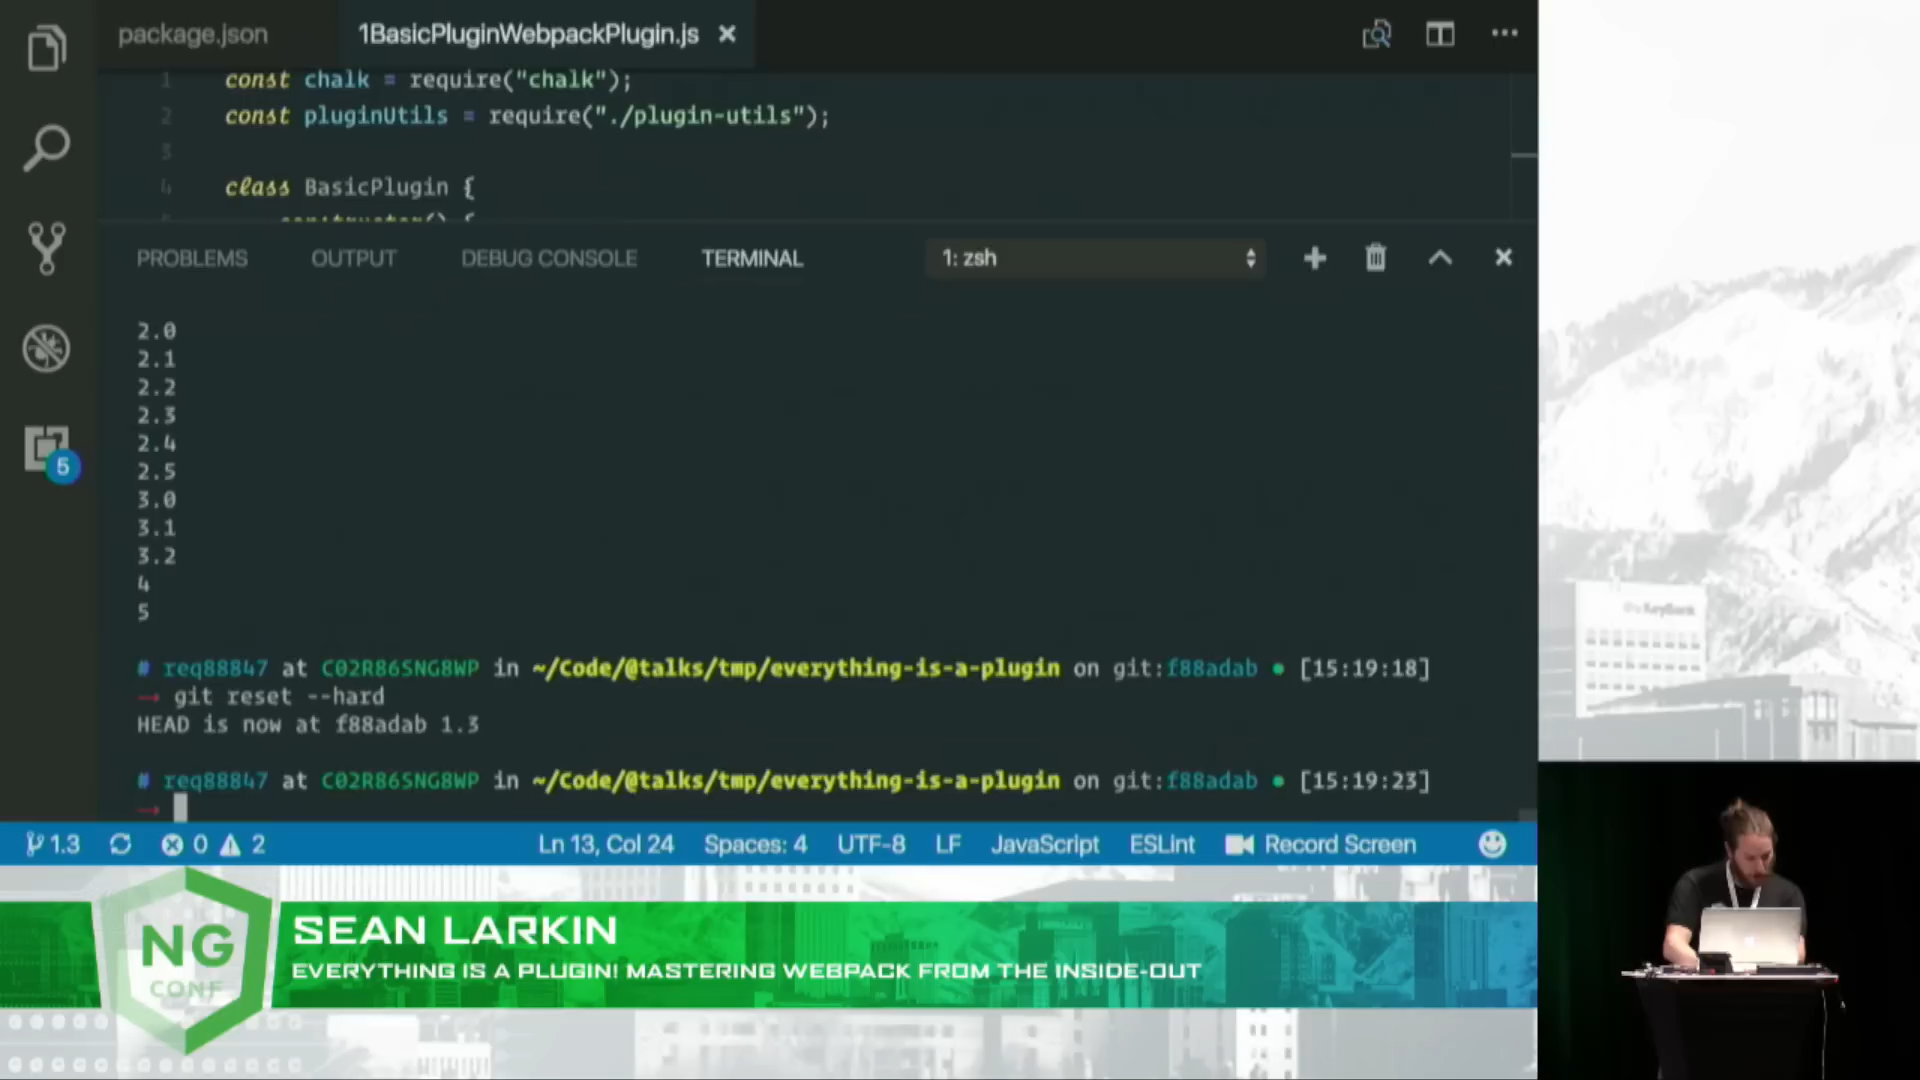 package.json
1BasicPluginWebpackPlugin.js
1 const chalk = require("chalk");
2 const pluginUtils = require("./plugin-utils");
3
4 class BasicPlugin {
constructor() {
PROBLEMS OUTPUT DEBUG CONSOLE TERMINAL 1: zsh
2.0
2.1
2.2
2.3
2.4
2.5
3.0
3.1
3.2
4
5
# req88847 at C02R86SNG8WP in ~/Code/@talks/tmp/everything-is-a-plugin on git:f88adab [15:19:18]
→ git reset --hard
HEAD is now at f88adab 1.3
# req88847 at C02R86SNG8WP in ~/Code/@talks/tmp/everything-is-a-plugin on git:f88adab [15:19:23]
→
5
1.3 0 2 Ln 13, Col 24 Spaces: 4 UTF-8 LF JavaScript ESLint Record Screen
NG
CONF
SEAN LARKIN
EVERYTHING IS A PLUGIN! MASTERING WEBPACK FROM THE INSIDE-OUT
KeyBank